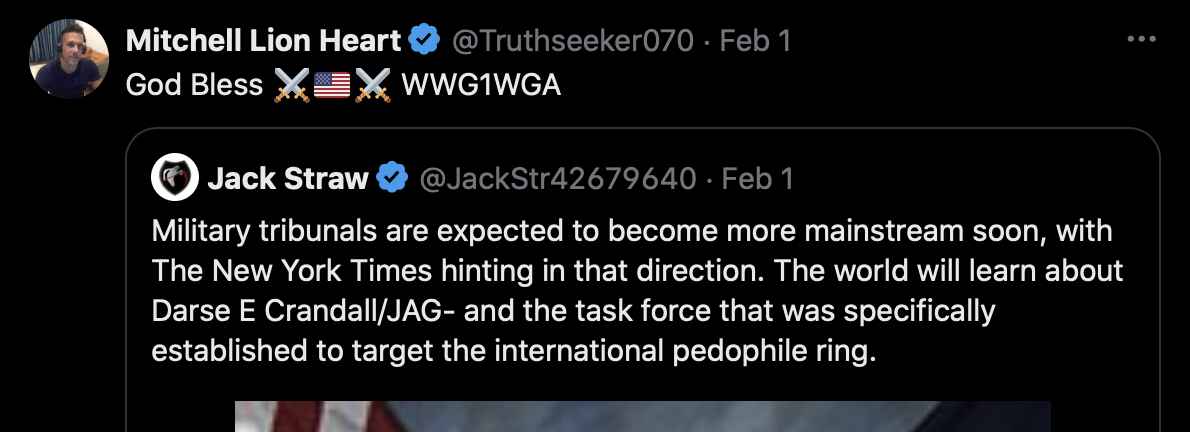 Mitchell Lion Heart @Truthseeker070 · Feb 1
God Bless ⚔️🇺🇸⚔️ WWG1WGA
Jack Straw @JackStr42679640 · Feb 1
Military tribunals are expected to become more mainstream soon, with
The New York Times hinting in that direction. The world will learn about
Darse E Crandall/JAG- and the task force that was specifically
established to target the international pedophile ring.